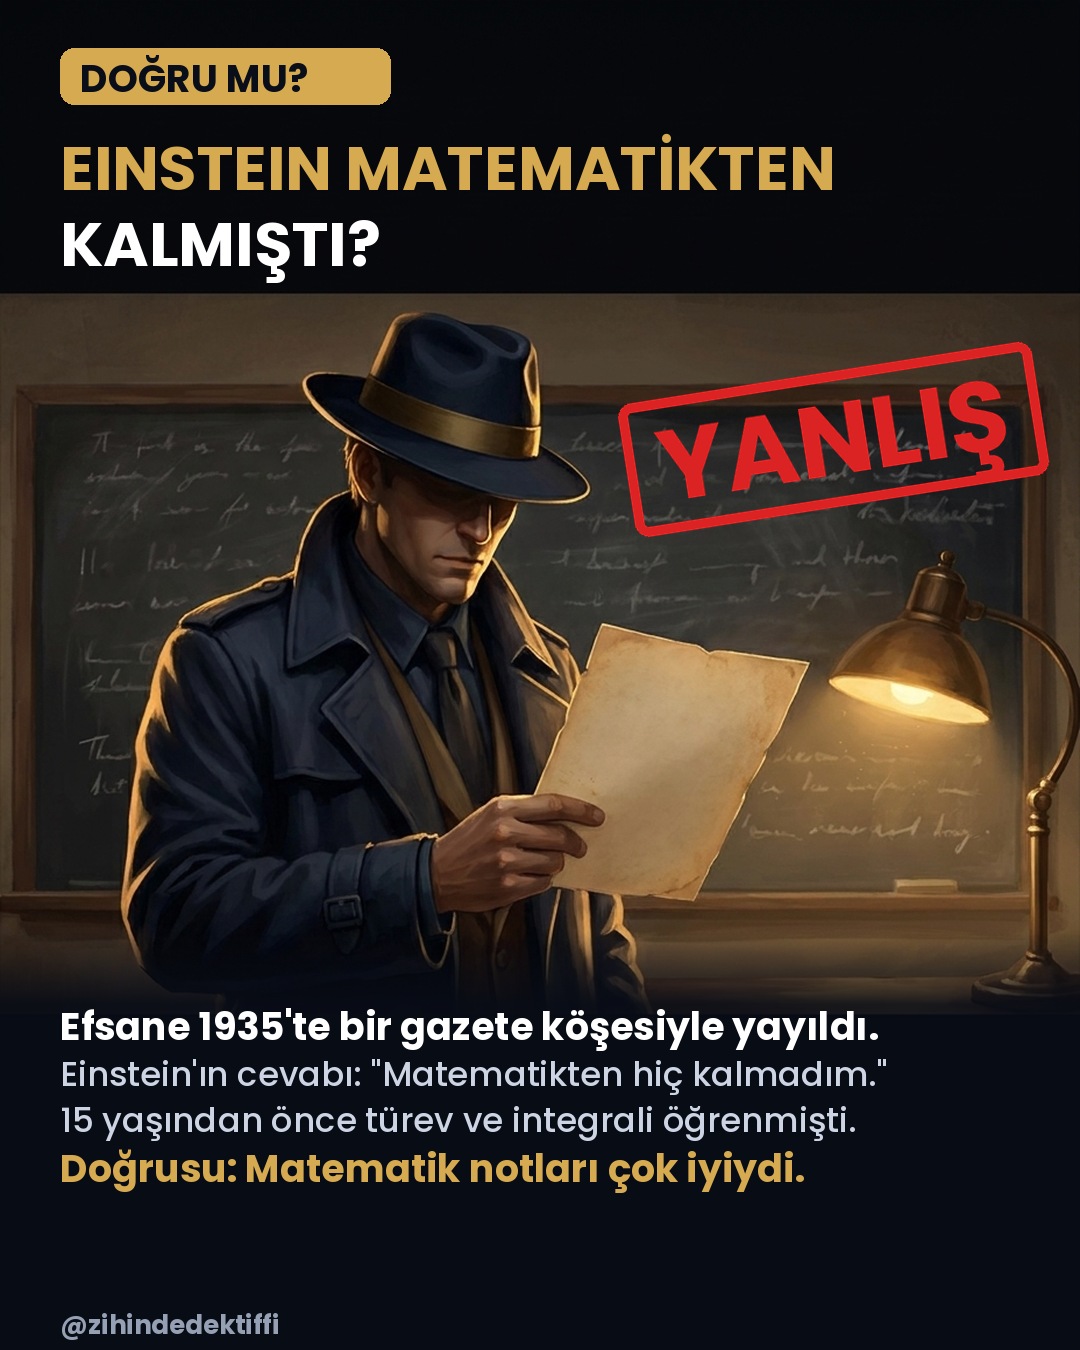 DOĞRU MU?
EINSTEIN MATEMATİKTEN
KALMIŞTI?
YANLIŞ
Efsane 1935'te bir gazete köşesiyle yayıldı.
Einstein'ın cevabı: "Matematikten hiç kalmadım."
15 yaşından önce türev ve integrali öğrenmişti.
Doğrusu: Matematik notları çok iyiydi.
@zihindedektiffi